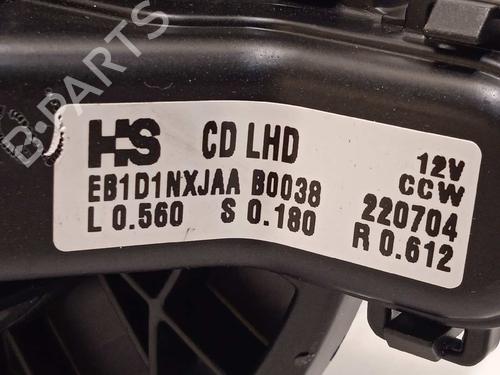 B-PARTS
HS CD LHD 12V
EB1D1NXJAA B0038 CCW
L 0.560 S 0.180 220704
R 0.612